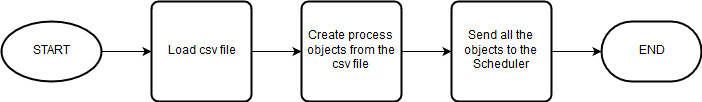 START
Load csv file
Create process
objects from the
csv file
Send all the
objects to the
Scheduler
END